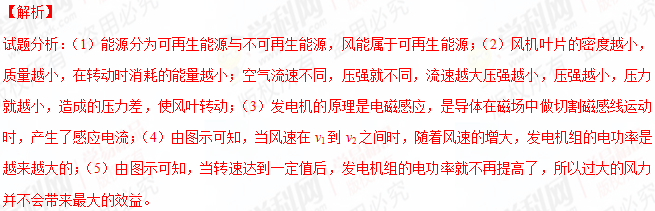 【解析】
试题分析：（1）能源分为可再生能源与不可再生能源，风能属于可再生能源；（2）风机叶片的密度越小，
质量越小，在转动时消耗的能量越小；空气流速不同，压强就不同，流速越大压强越小，压强越小，压力
就越小，造成的压力差，使风叶转动；（3）发电机的原理是电磁感应，是导体在磁场中做切割磁感线运动
时，产生了感应电流；（4）由图示可知，当风速在 v₁到 v₂之间时，随着风速的增大，发电机组的电功率是
越来越大的；（5）由图示可知，当转速达到一定值后，发电机组的电功率就不再提高了，所以过大的风力
并不会带来最大的效益。